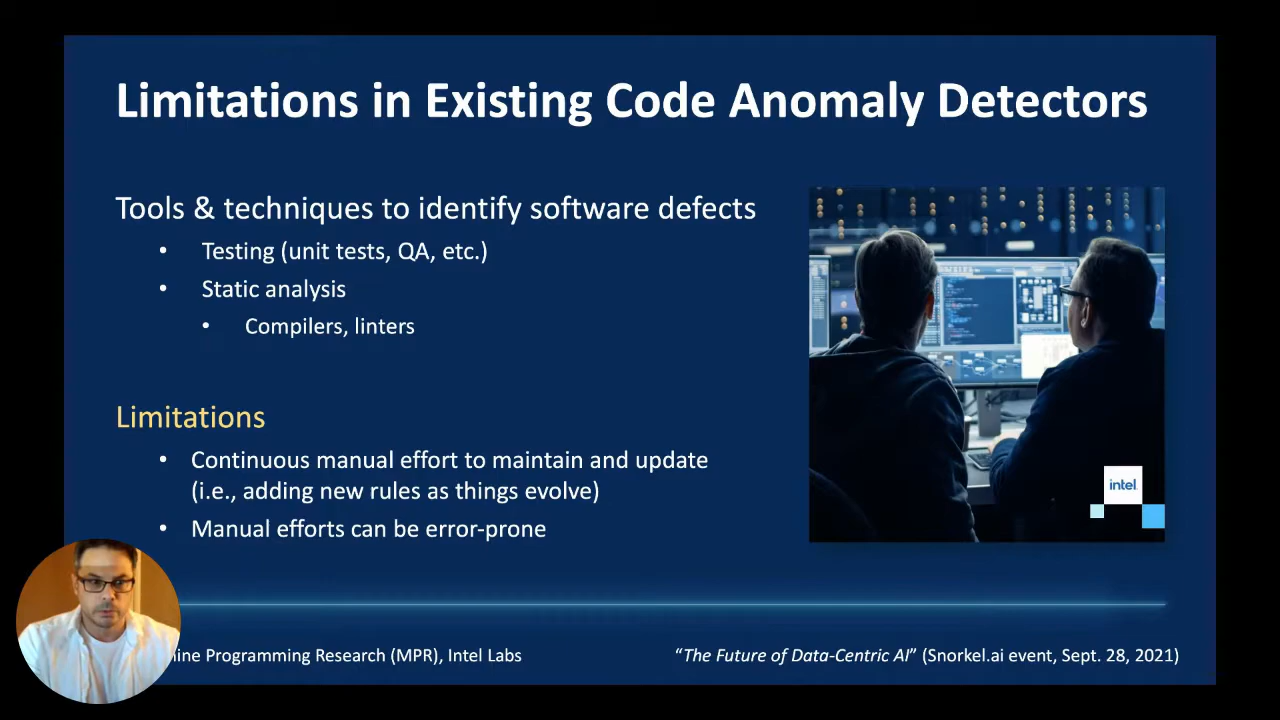 Limitations in Existing Code Anomaly Detectors
Tools & techniques to identify software defects
• Testing (unit tests, QA, etc.)
• Static analysis
• Compilers, linters
Limitations
• Continuous manual effort to maintain and update
(i.e., adding new rules as things evolve)
• Manual efforts can be error-prone
intel.
Programming Research (MPR), Intel Labs
“The Future of Data-Centric AI” (Snorkel.ai event, Sept. 28, 2021)